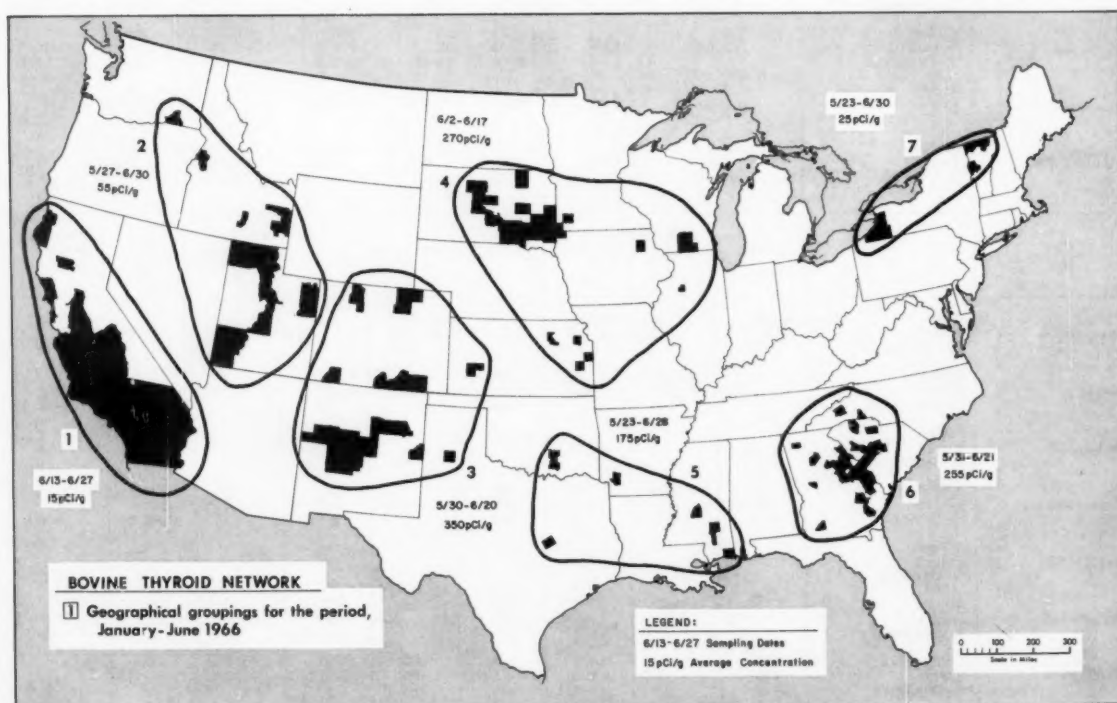 5/23-6/30
25pCi/g
7
6/2-6/17
270pCi/g
2
5/27-6/30
55pCi/g
4
1
6/13-6/27
15pCi/g
3
5/30-6/20
350pCi/g
5/23-6/28
175pCi/g
5
5/31-6/21
255pCi/g
6
BOVINE THYROID NETWORK
1 Geographical groupings for the period,
January-June 1966
LEGEND:
6/13-6/27 Sampling Dates
15pCi/g Average Concentration
0 100 200 300
Scale in Miles